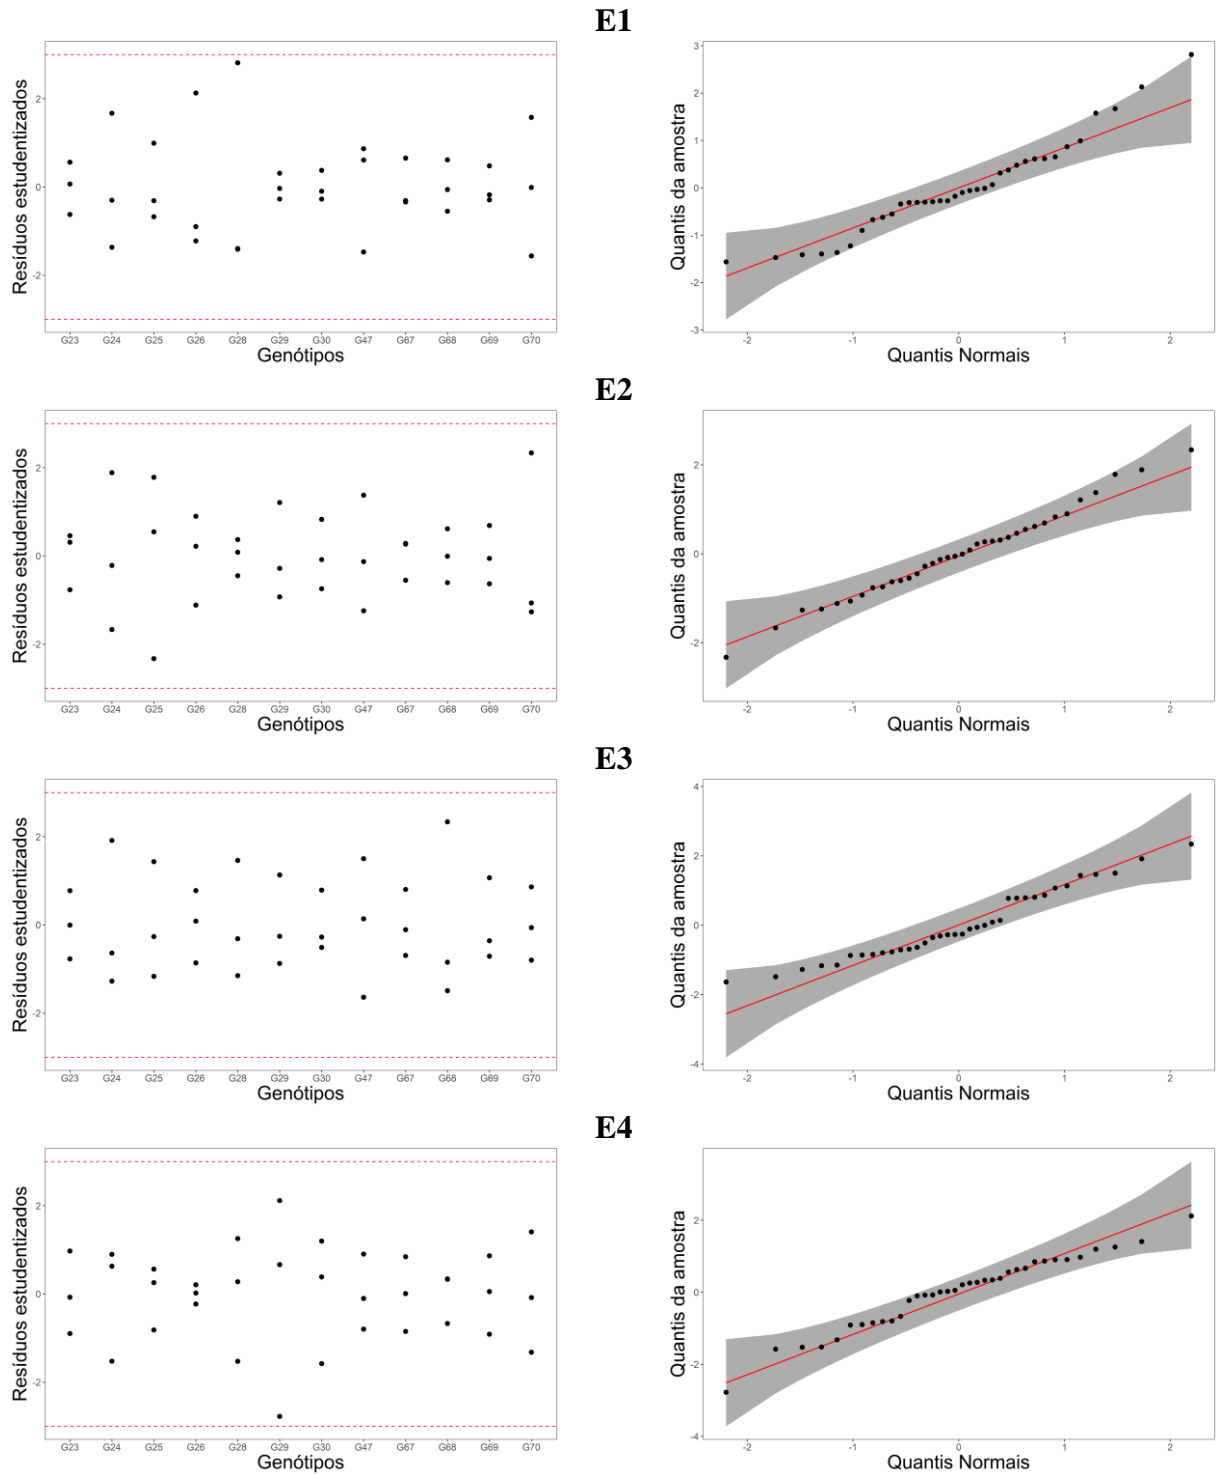 E1
Resíduos estudentizados
2
0
-2
G23 G24 G25 G26 G28 G29 G30 G47 G67 G68 G69 G70
Genótipos
Quantis da amostra
3
2
1
0
-1
-2
-3
-2 -1 0 1 2
Quantis Normais
E2
Resíduos estudentizados
2
0
-2
G23 G24 G25 G26 G28 G29 G30 G47 G67 G68 G69 G70
Genótipos
Quantis da amostra
2
0
-2
-2 -1 0 1 2
Quantis Normais
E3
Resíduos estudentizados
2
0
-2
G23 G24 G25 G26 G28 G29 G30 G47 G67 G68 G69 G70
Genótipos
Quantis da amostra
4
2
0
-2
-4
-2 -1 0 1 2
Quantis Normais
E4
Resíduos estudentizados
2
0
-2
G23 G24 G25 G26 G28 G29 G30 G47 G67 G68 G69 G70
Genótipos
Quantis da amostra
2
0
-2
-4
-2 -1 0 1 2
Quantis Normais